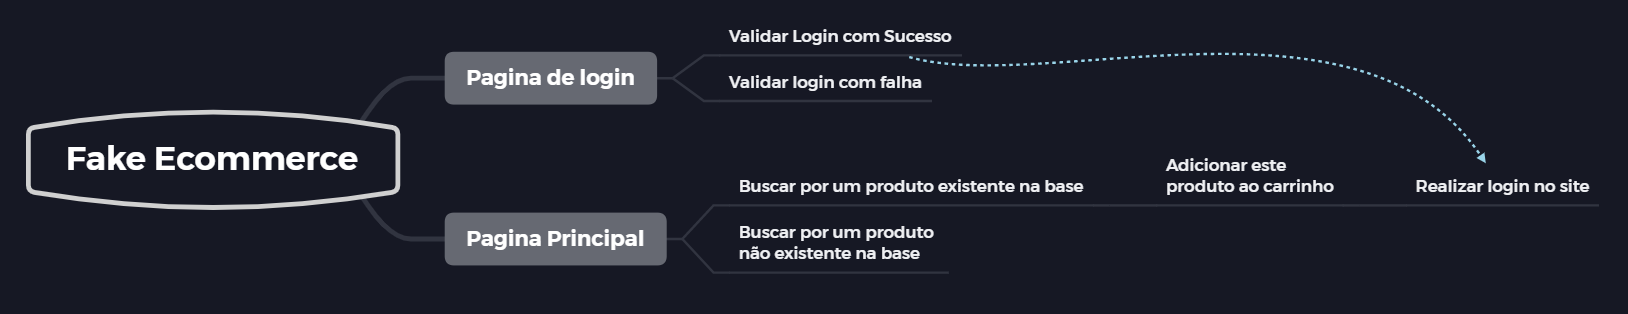 Fake Ecommerce
Pagina de login
Validar Login com Sucesso
Validar login com falha
Pagina Principal
Buscar por um produto existente na base
Adicionar este
produto ao carrinho
Realizar login no site
Buscar por um produto
não existente na base